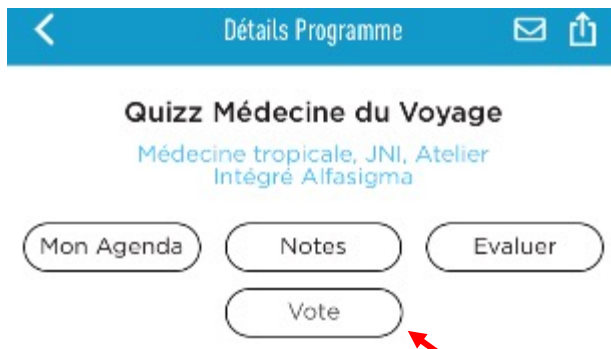 Détails Programme
Quizz Médecine du Voyage
Médecine tropicale, JNI, Atelier
Intégré Alfasigma
Mon Agenda Notes Evaluer
Vote